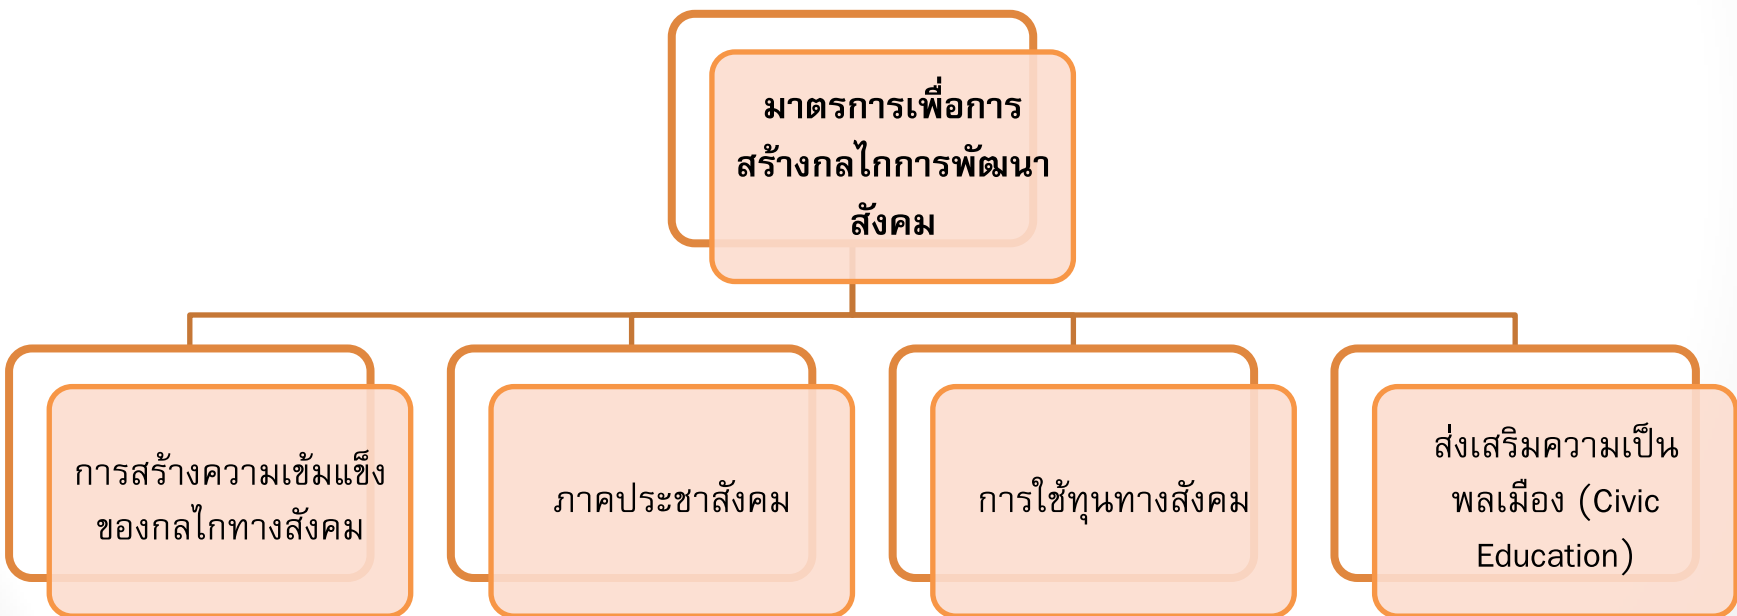 มาตรการเพื่อการ
สร้างกลไกการพัฒนา
สังคม
การสร้างความเข้มแข็ง
ของกลไกทางสังคม
ภาคประชาสังคม
การใช้ทุนทางสังคม
ส่งเสริมความเป็น
พลเมือง (Civic
Education)